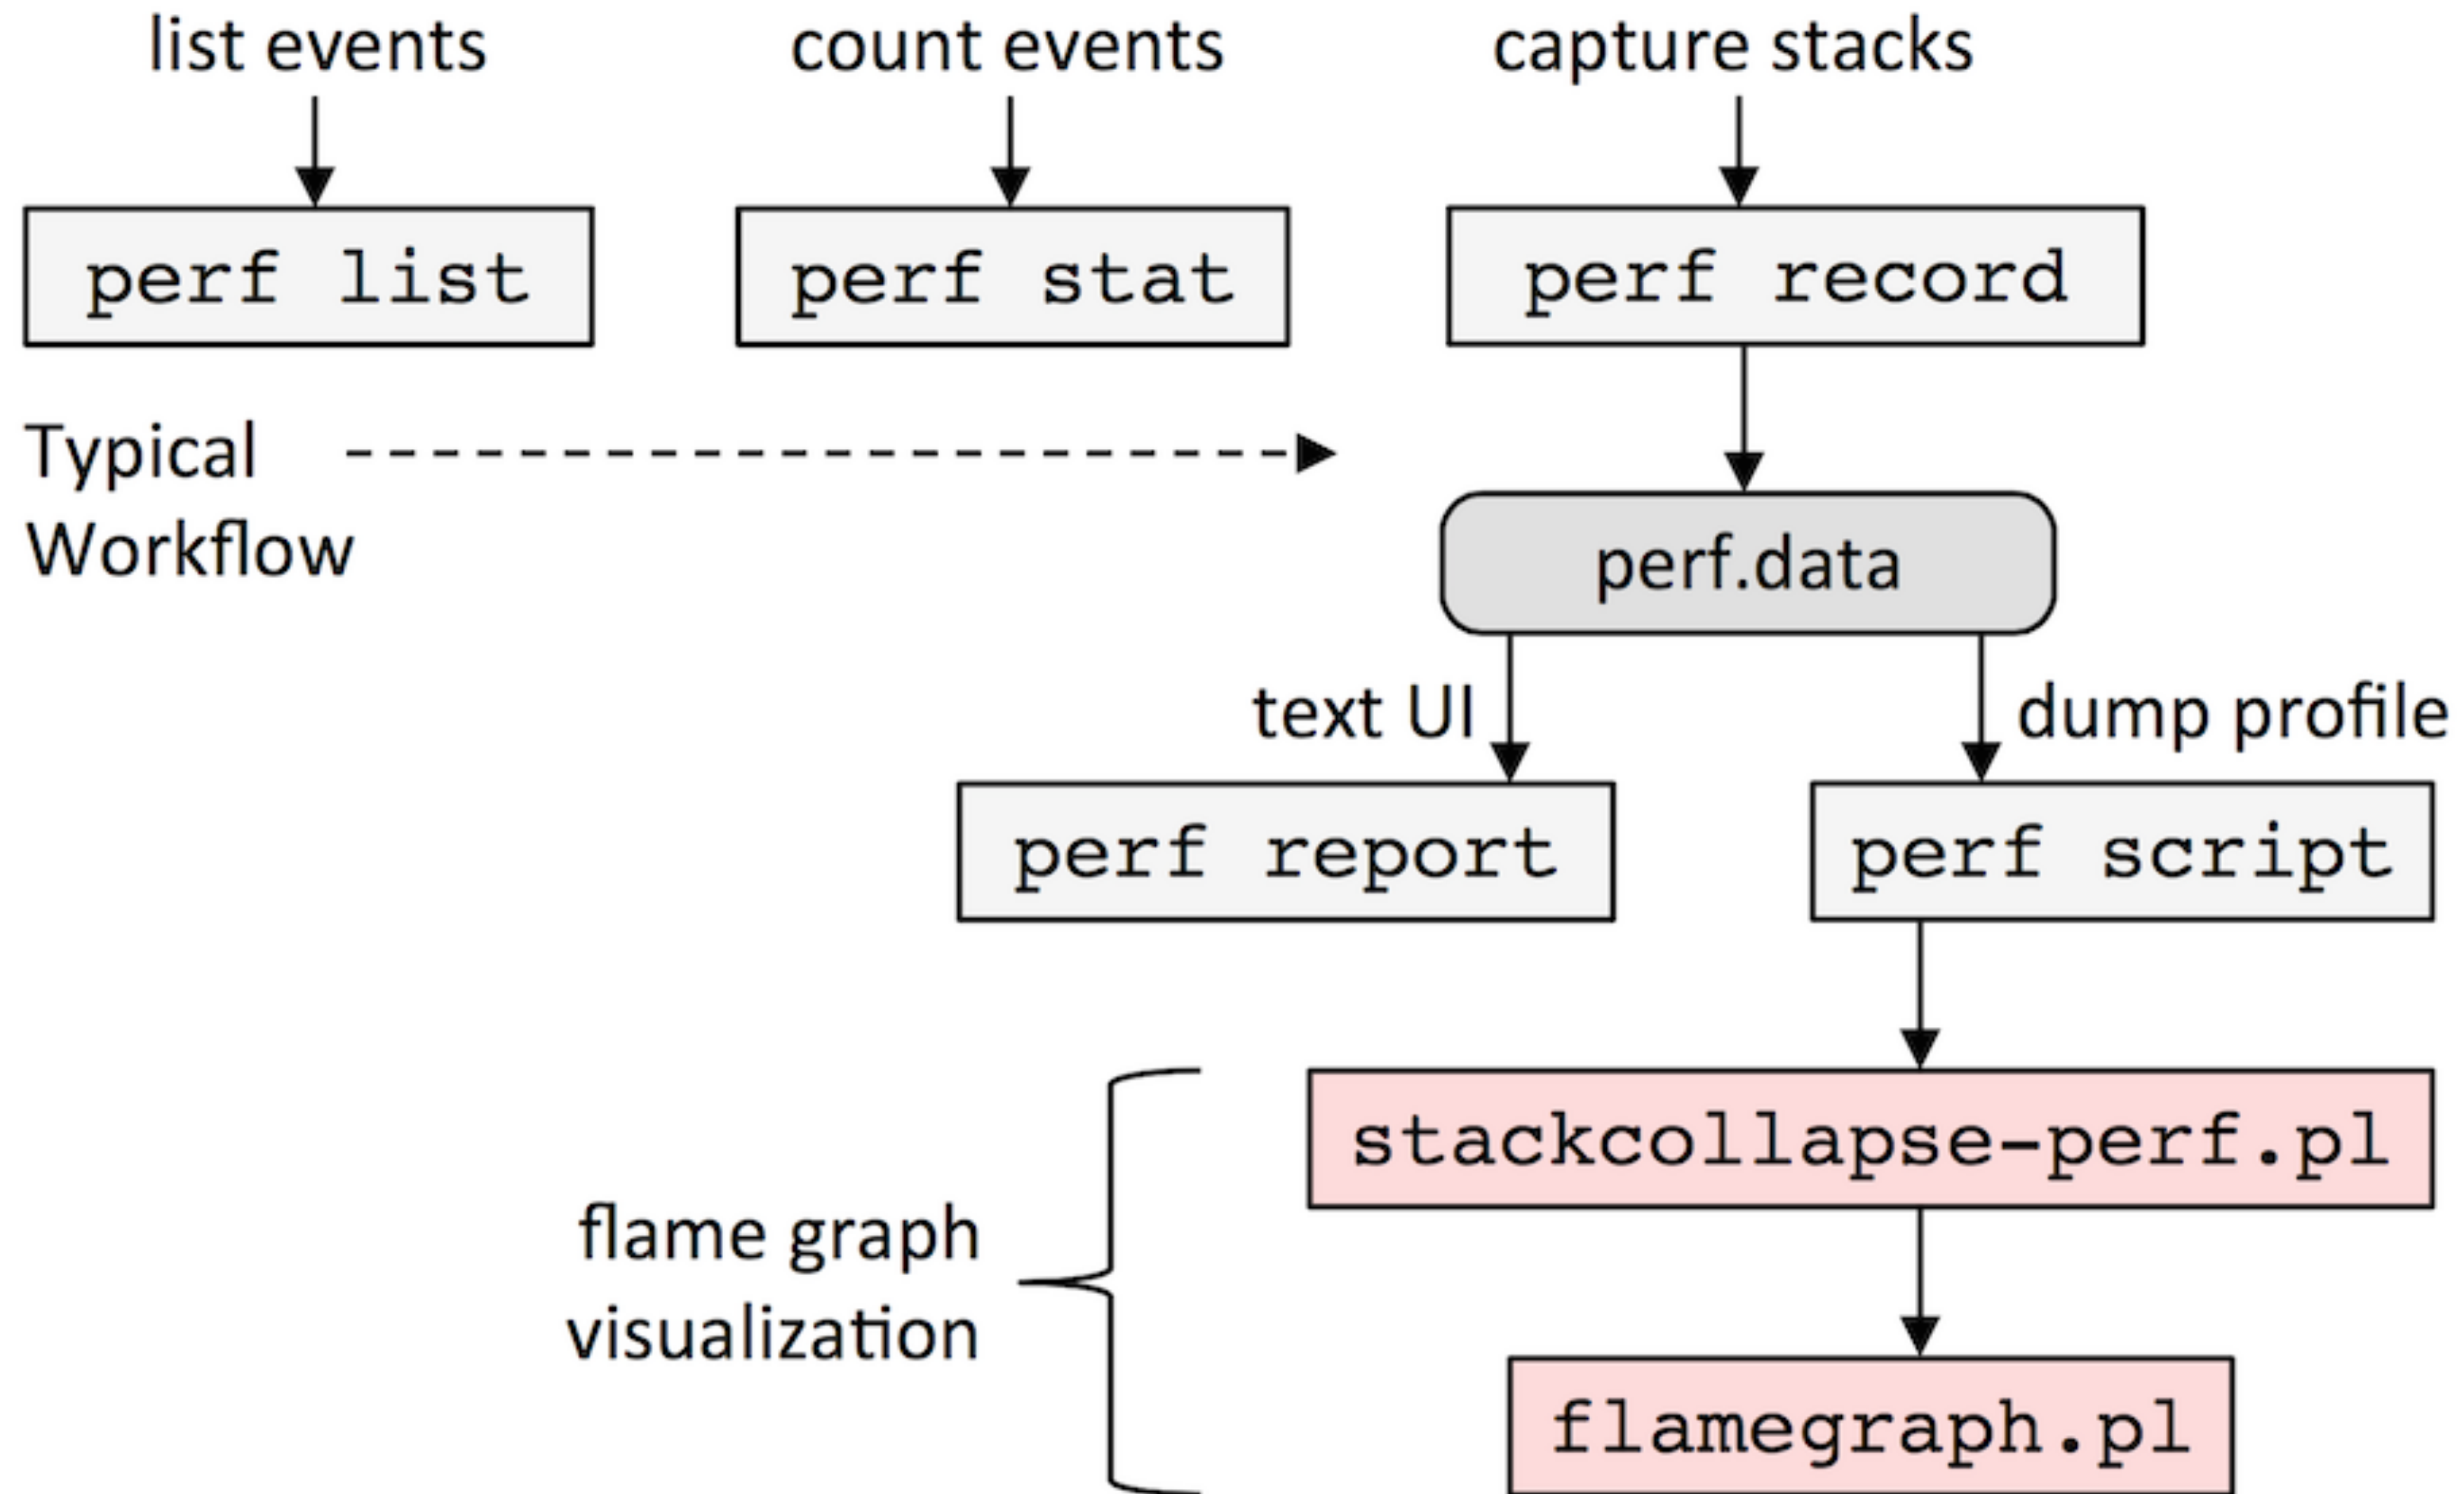 list events
count events
capture stacks
perf list
perf stat
perf record
Typical
Workflow
perf.data
text UI
dump profile
perf report
perf script
stackcollapse-perf.pl
flame graph
visualization
flamegraph.pl